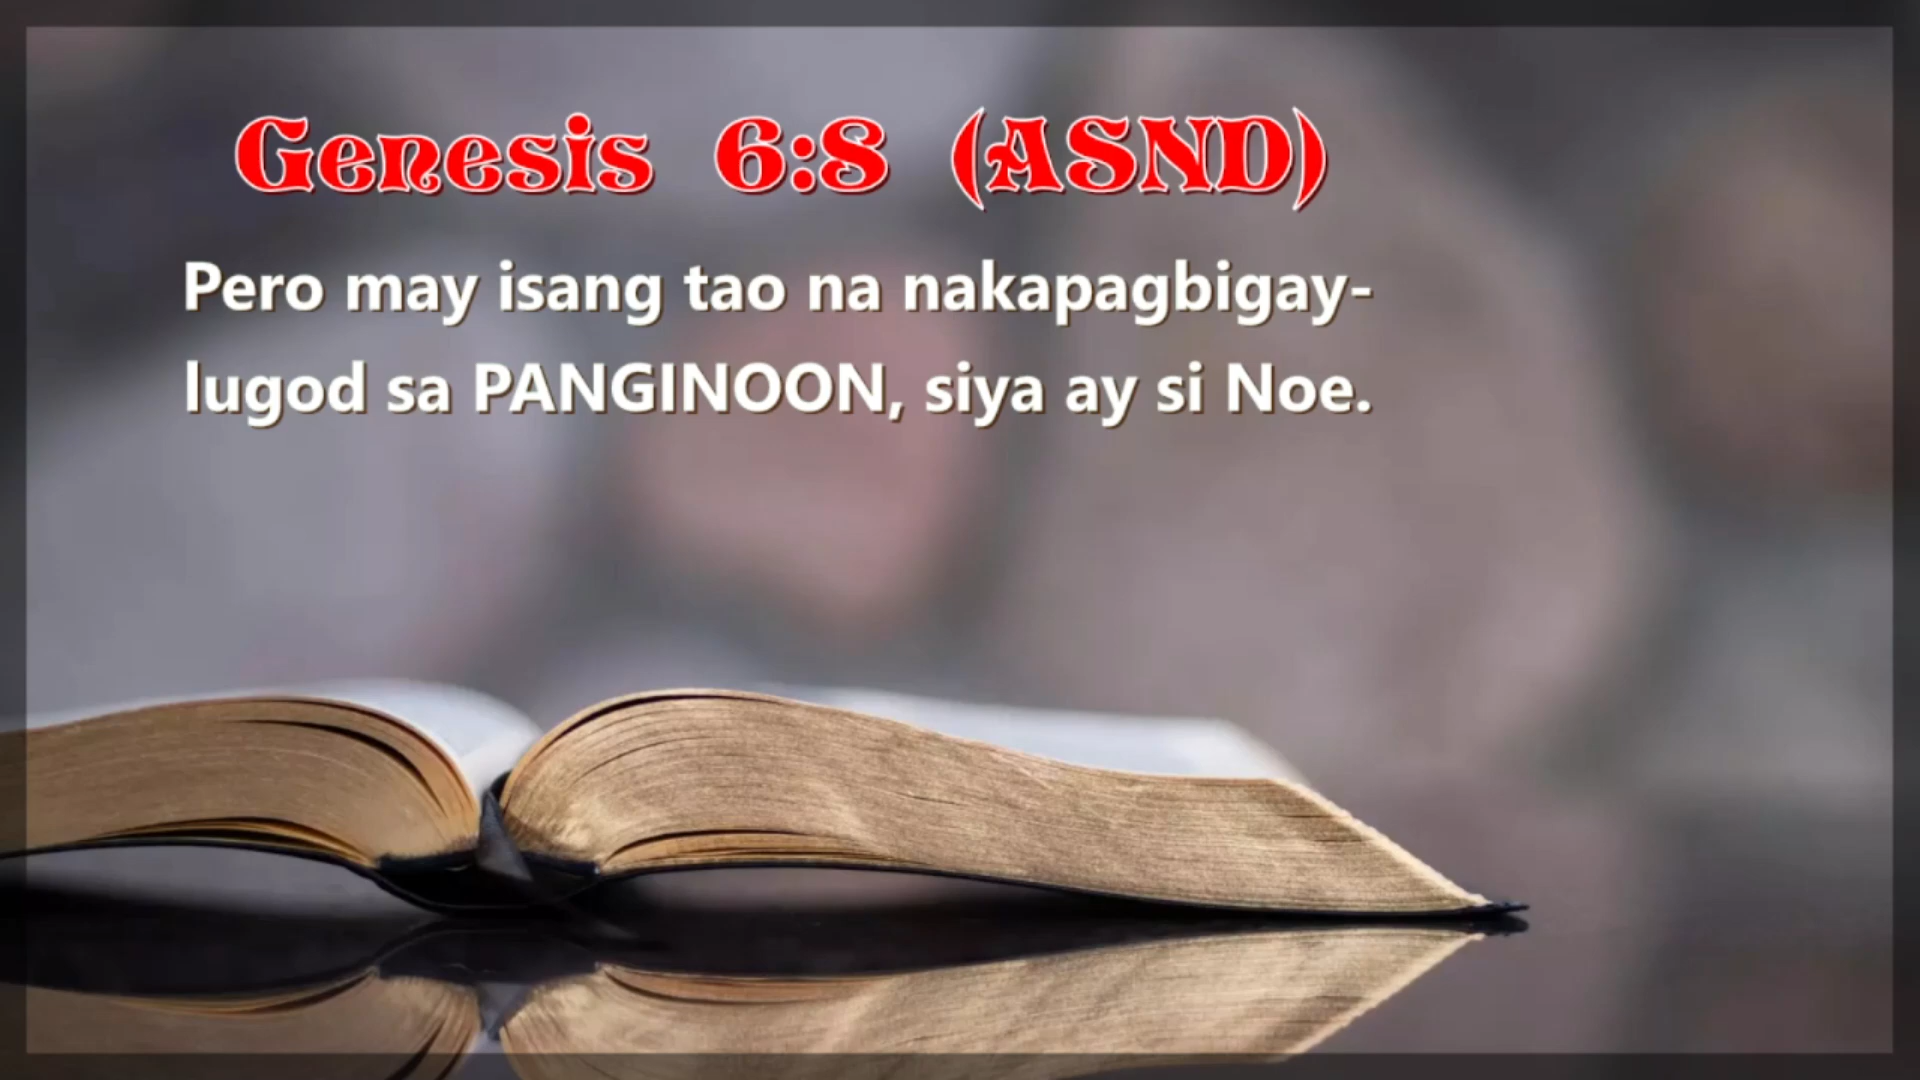 Genesis 6:8 (ASND)
Pero may isang tao na nakapagbigay-
lugod sa PANGINOON, siya ay si Noe.